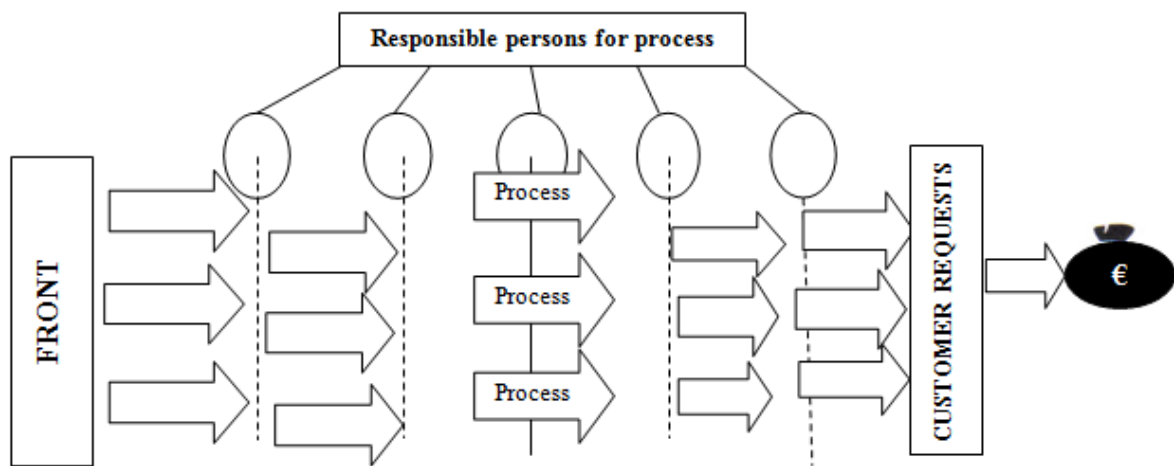 Responsible persons for process
FRONT
Process
Process
Process
CUSTOMER REQUESTS
€